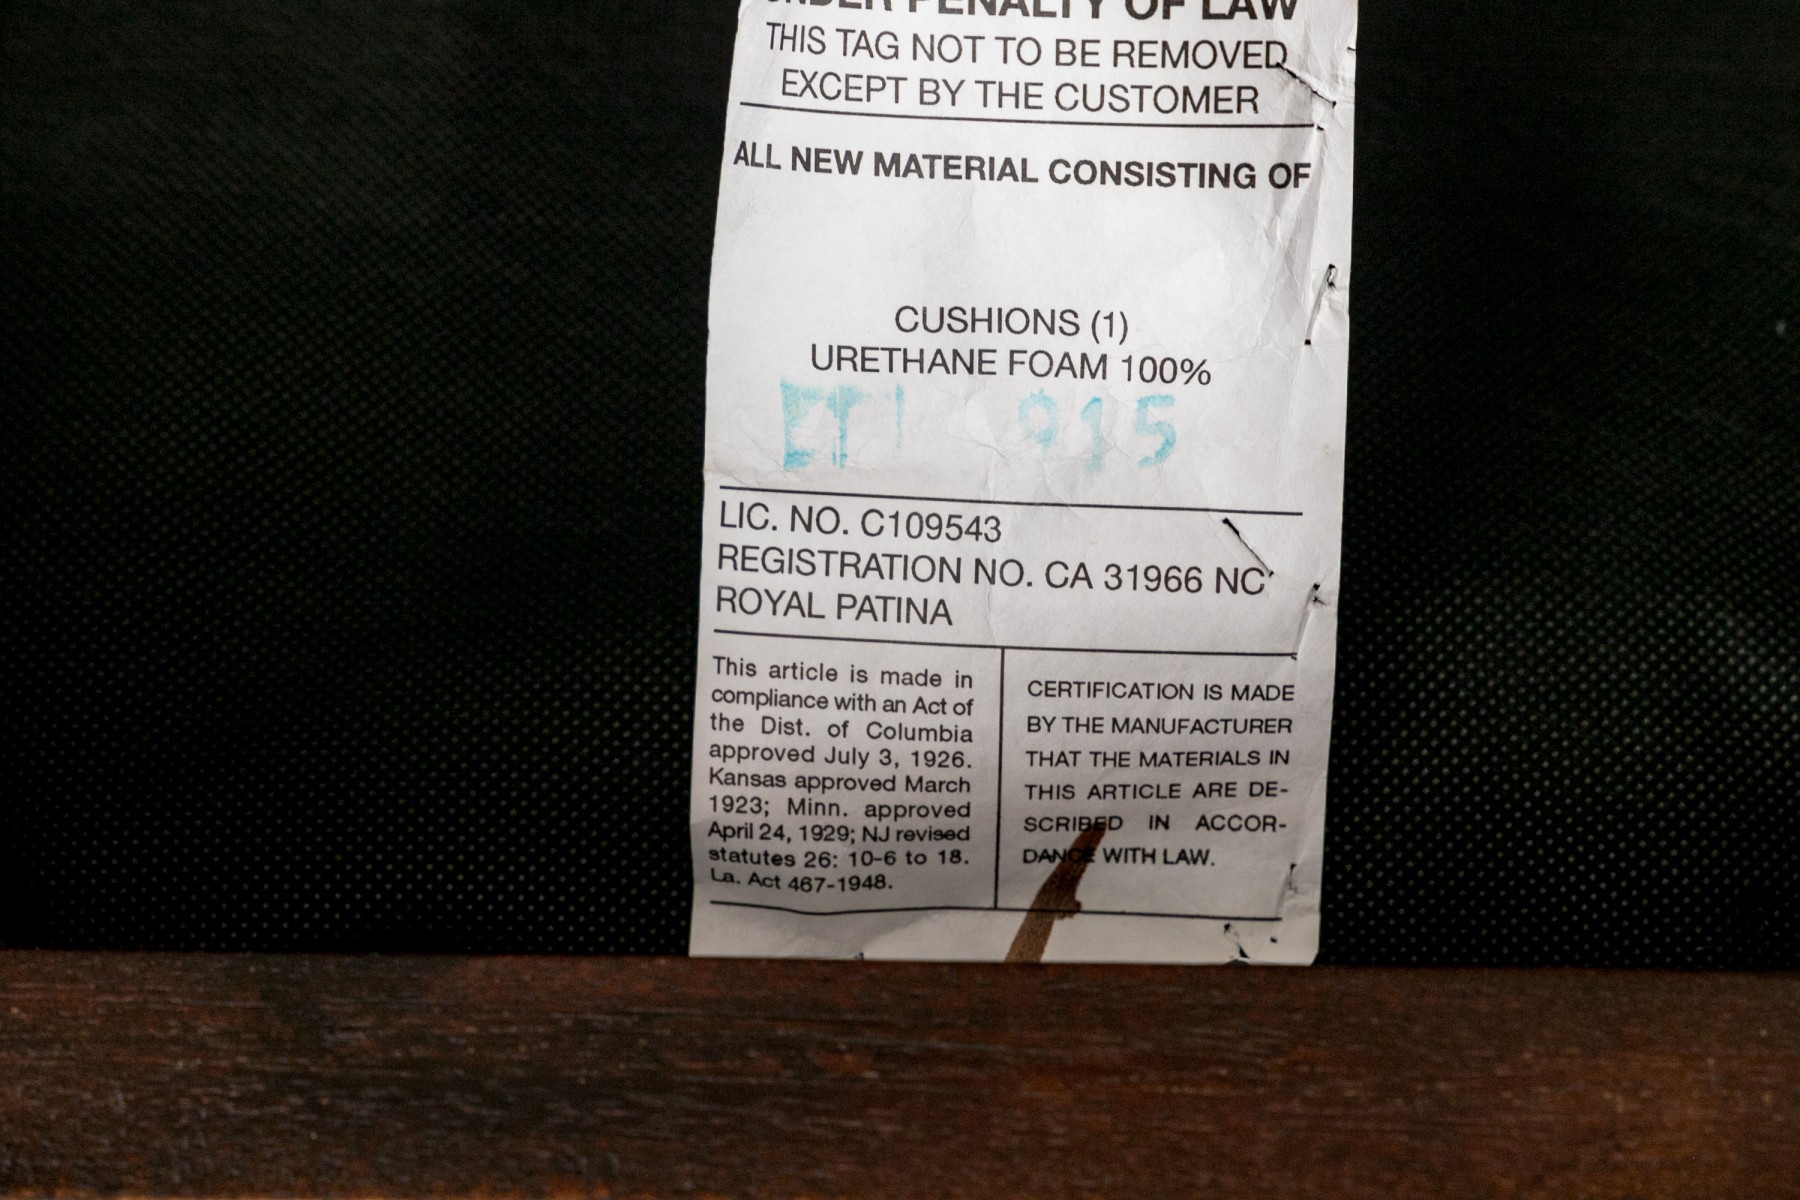 UNDER PENALTY OF LAW
THIS TAG NOT TO BE REMOVED
EXCEPT BY THE CUSTOMER
ALL NEW MATERIAL CONSISTING OF
CUSHIONS (1)
URETHANE FOAM 100%
915
LIC. NO. C109543
REGISTRATION NO. CA 31966 NC
ROYAL PATINA
This article is made in
compliance with an Act of
the Dist. of Columbia
approved July 3, 1926.
Kansas approved March
1923; Minn. approved
April 24, 1929; NJ revised
statutes 26: 10-6 to 18.
La. Act 467-1948.
CERTIFICATION IS MADE
BY THE MANUFACTURER
THAT THE MATERIALS IN
THIS ARTICLE ARE DE-
SCRIBED IN ACCOR-
DANCE WITH LAW.